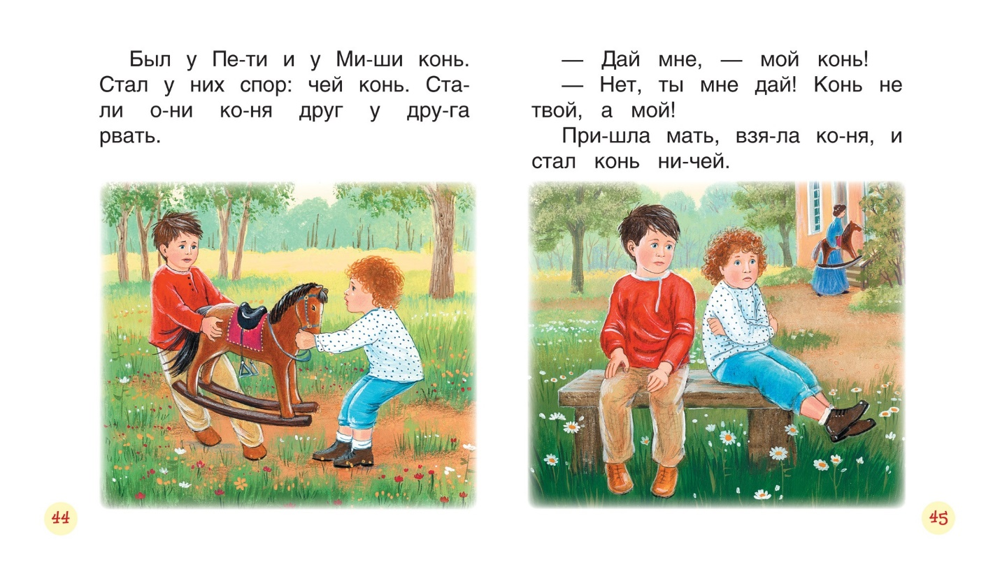 Был у Пе-ти и у Ми-ши конь.
Стал у них спор: чей конь. Ста-
ли о-ни ко-ня друг у дру-га
рвать.
44
— Дай мне, — мой конь!
— Нет, ты мне дай! Конь не
твой, а мой!
При-шла мать, взя-ла ко-ня, и
стал конь ни-чей.
45